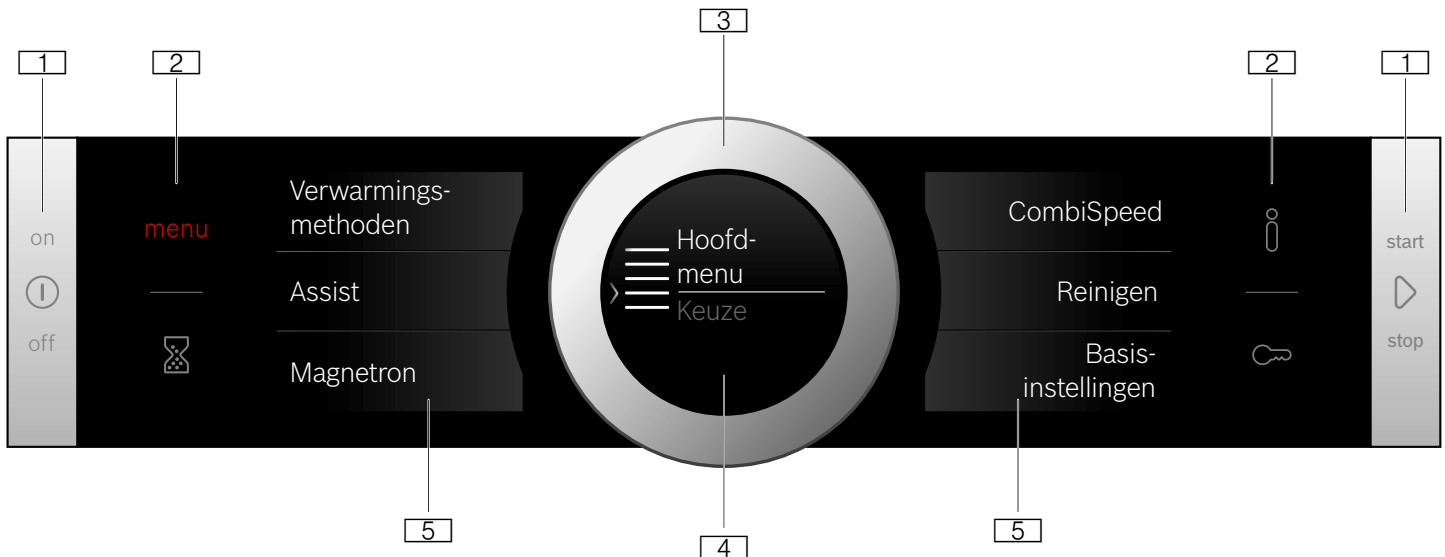 3
1
2
2
1
on
off
menu
Verwarmings-
methoden
Assist
Magnetron
Hoofd-
menu
Keuze
CombiSpeed
Reinigen
Basis-
instellingen
start
stop
5
4
5